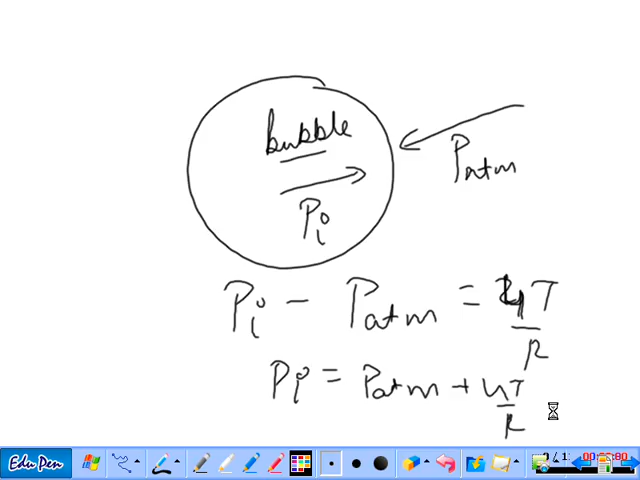 bubble
Patm
Pi
Pi - Patm = 4T/R
Pi = Patm + 4T/R
Edu Pen